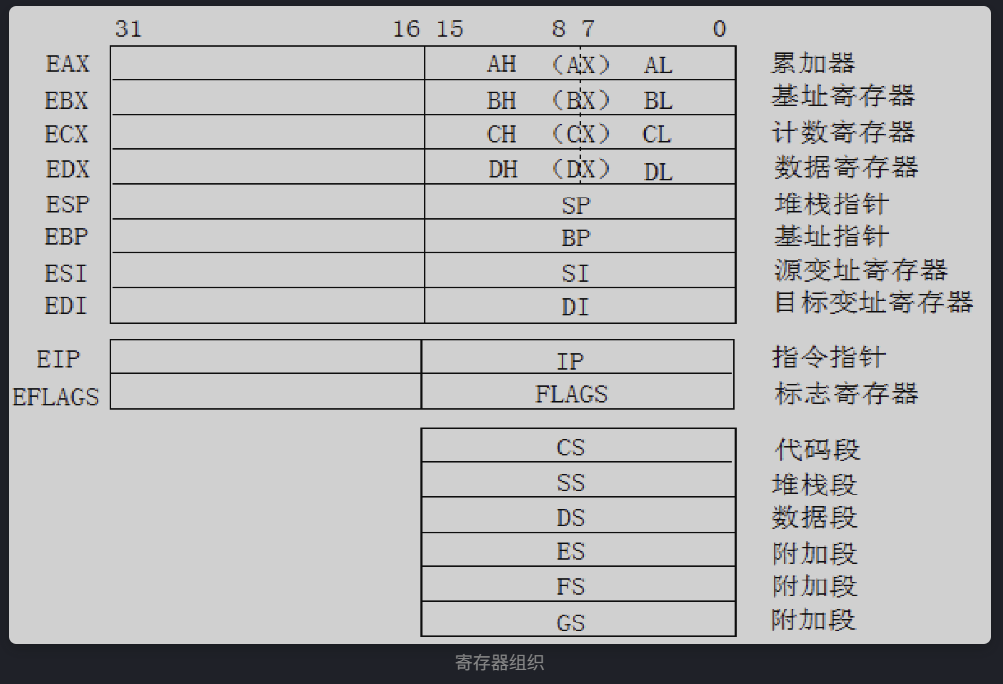 31 16 15 8 7 0
EAX AH (AX) AL 累加器
EBX BH (BX) BL 基址寄存器
ECX CH (CX) CL 计数寄存器
EDX DH (DX) DL 数据寄存器
ESP SP 堆栈指针
EBP BP 基址指针
ESI SI 源变址寄存器
EDI DI 目标变址寄存器
EIP IP 指令指针
EFLAGS FLAGS 标志寄存器
CS 代码段
SS 堆栈段
DS 数据段
ES 附加段
FS 附加段
GS 附加段
寄存器组织